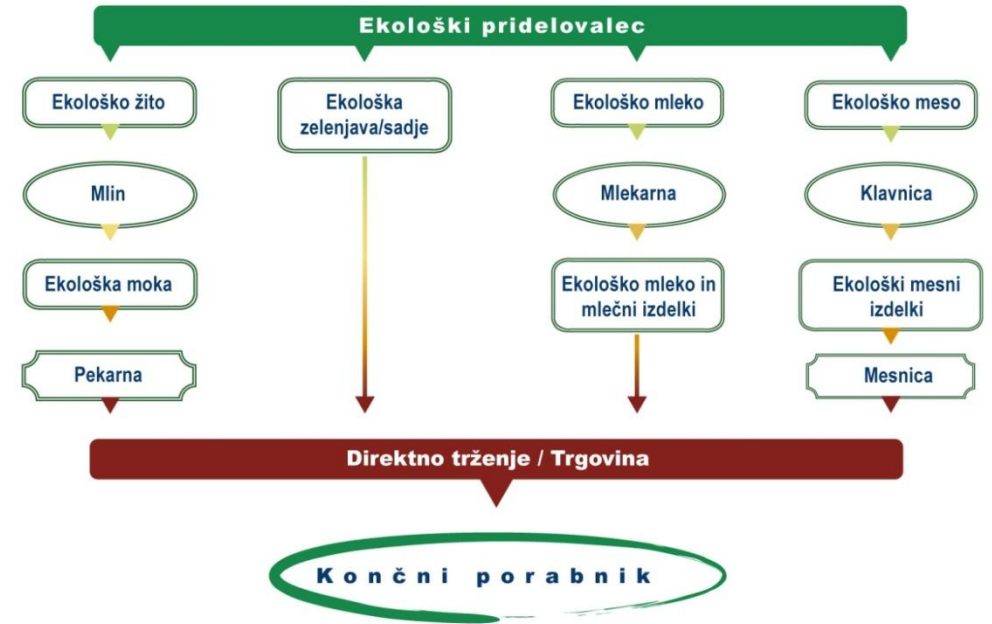 Ekološki pridelovalec
Ekološko žito
Ekološka
zelenjava/sadje
Ekološko mleko
Ekološko meso
Mlin
Mlekarna
Klavnica
Ekološka moka
Ekološko mleko in
mlečni izdelki
Ekološki mesni
izdelki
Pekarna
Mesnica
Direktno trženje / Trgovina
Končni porabnik